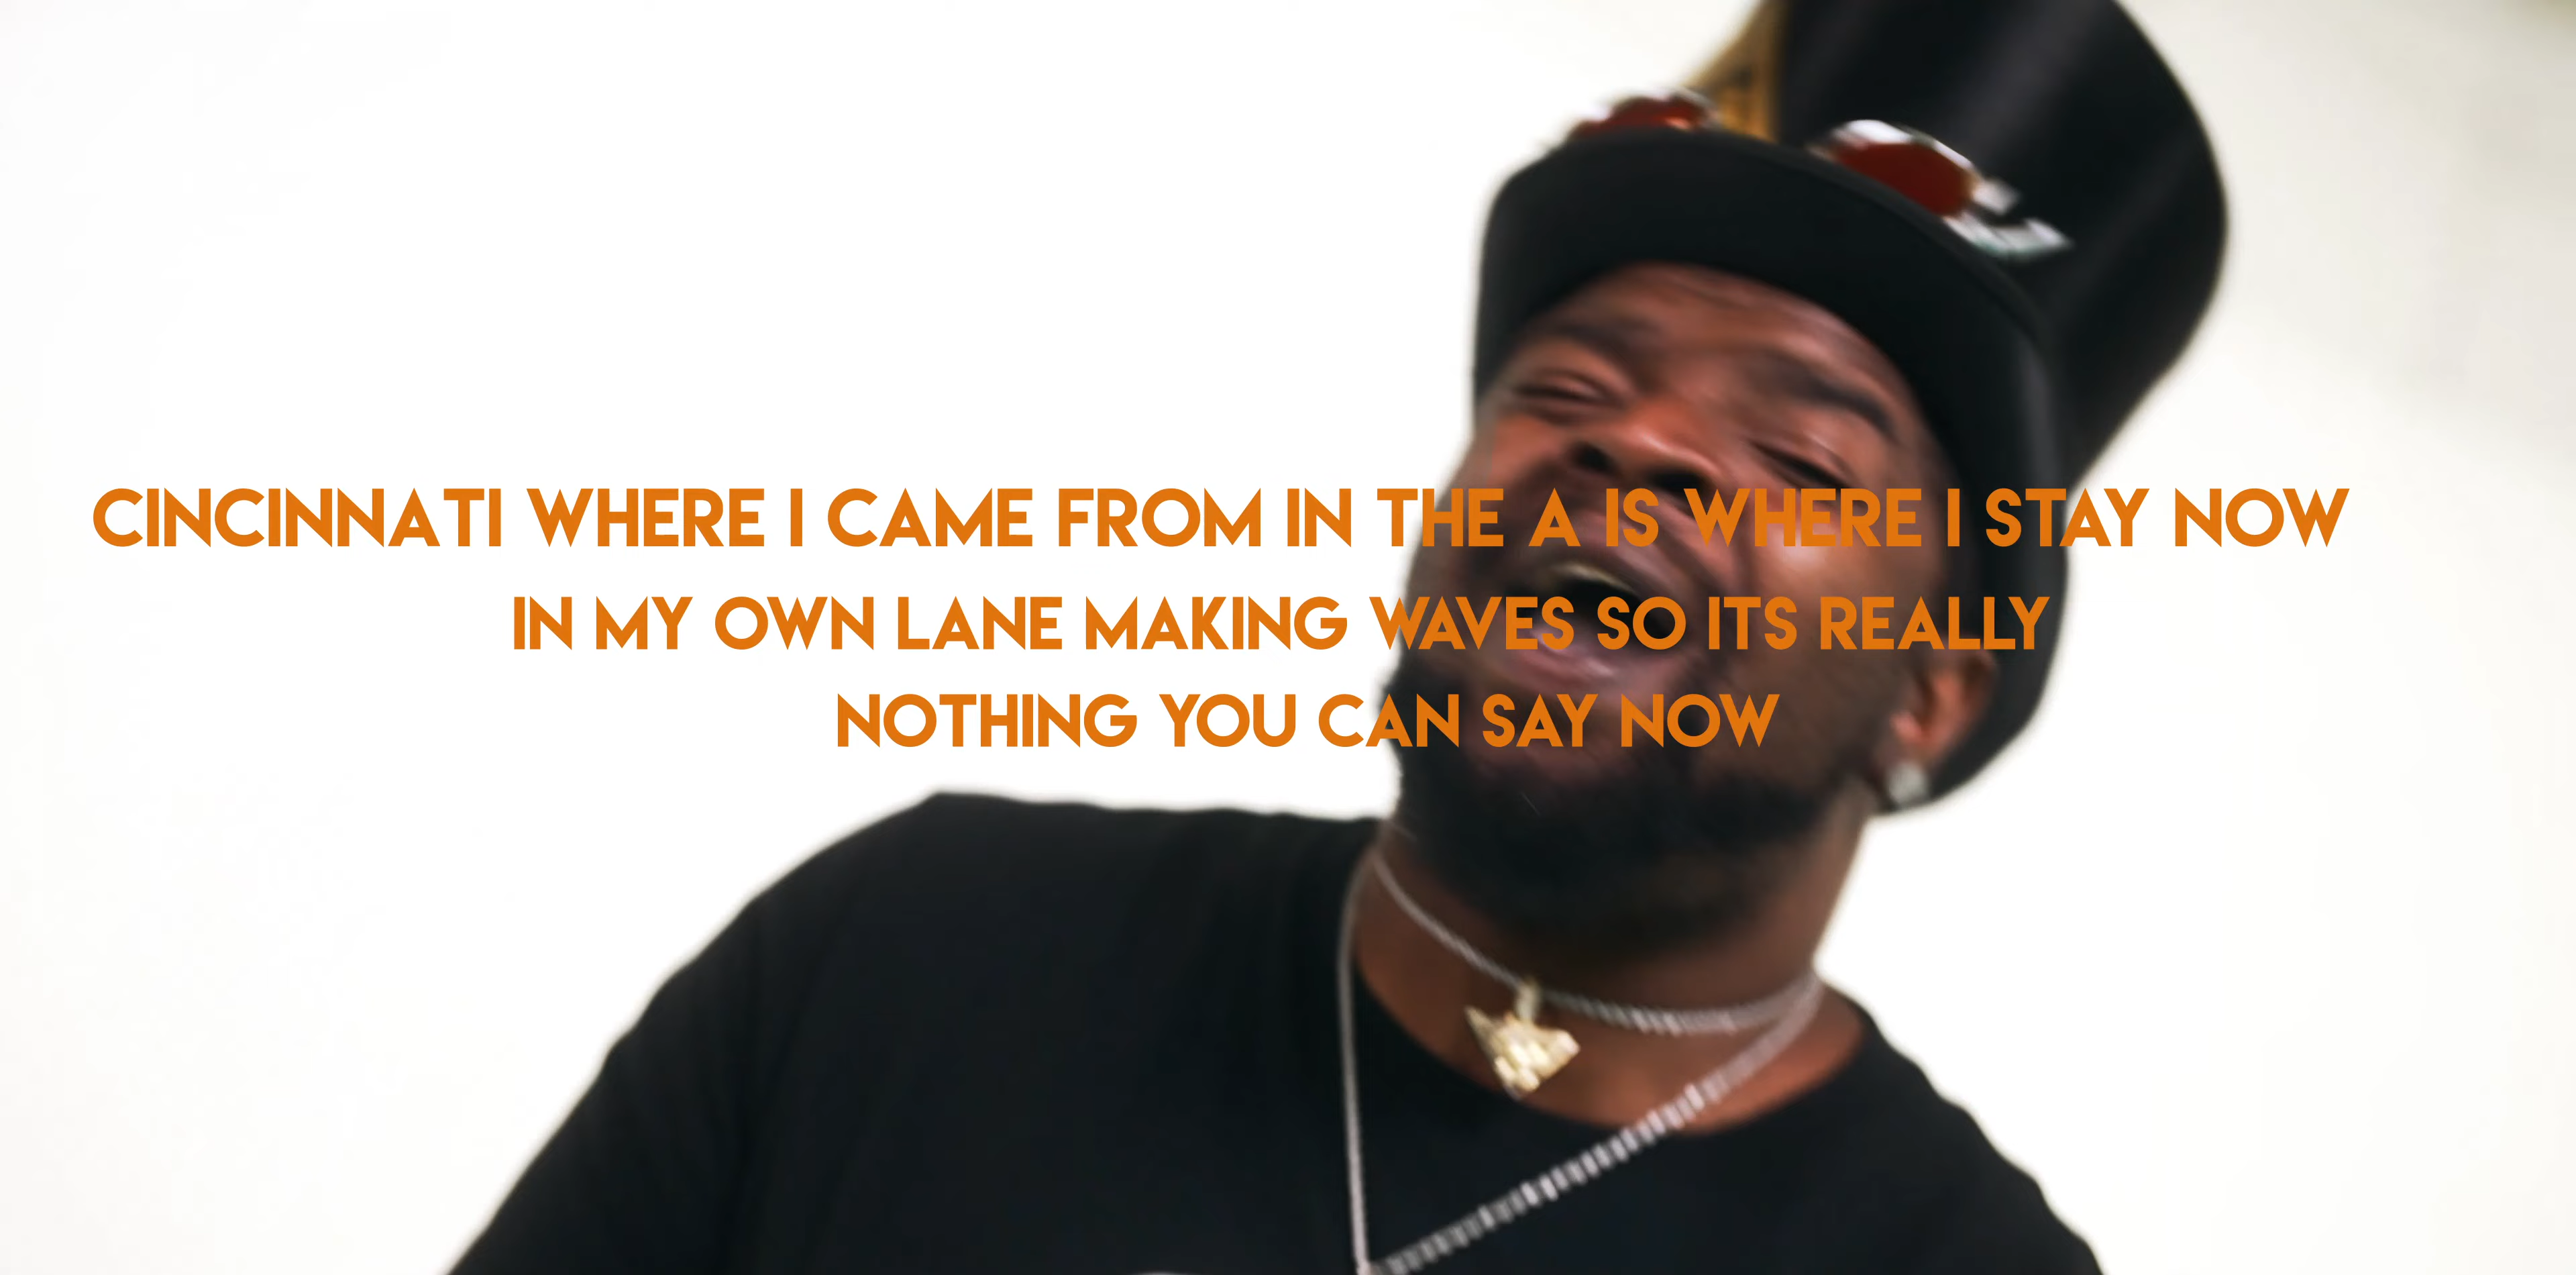 CINCINNATI WHERE I CAME FROM IN THE A IS WHERE I STAY NOW
IN MY OWN LANE MAKING WAVES SO ITS REALLY
NOTHING YOU CAN SAY NOW